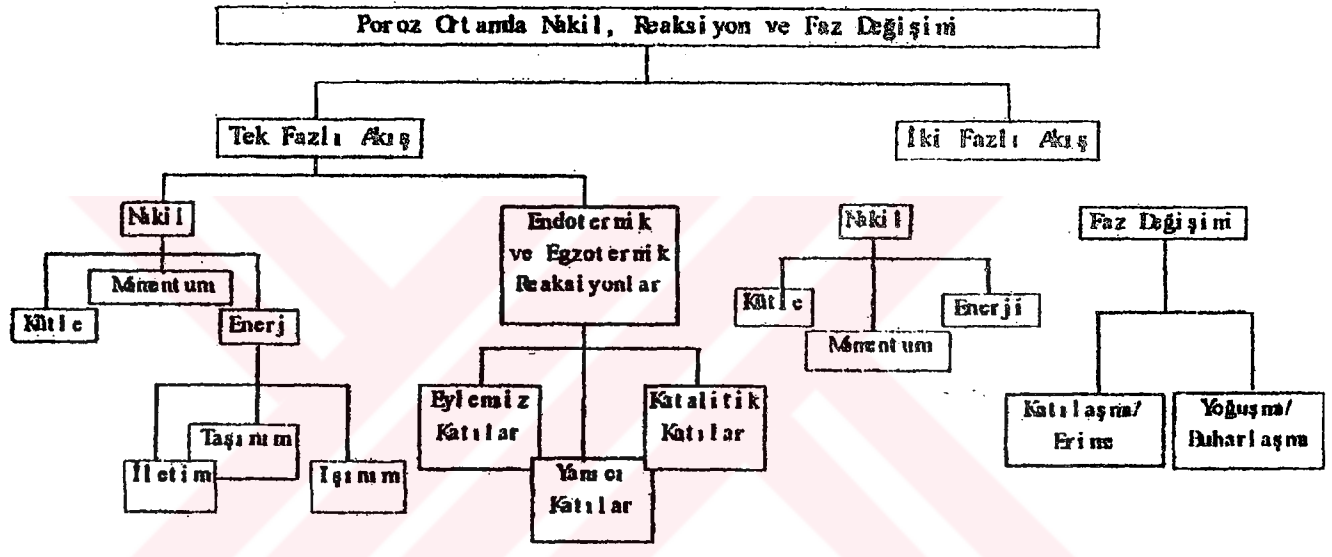 Poroz Ortamda Nakil, Reaksiyon ve Faz Değişimi
Tek Fazlı Akış
İki Fazlı Akış
Nakil
Endotermik
ve Egzotermik
Reaksiyonlar
Nakil
Faz Değişimi
Momentum
Kütle
Enerj
Kütle
Enerji
Momentum
Eylemsiz
Katılar
Katalitik
Katılar
Katılaşma/
Erime
Yoğuşma/
Buharlaşma
Taşınım
İletim
Işınım
Yanıcı
Katılar